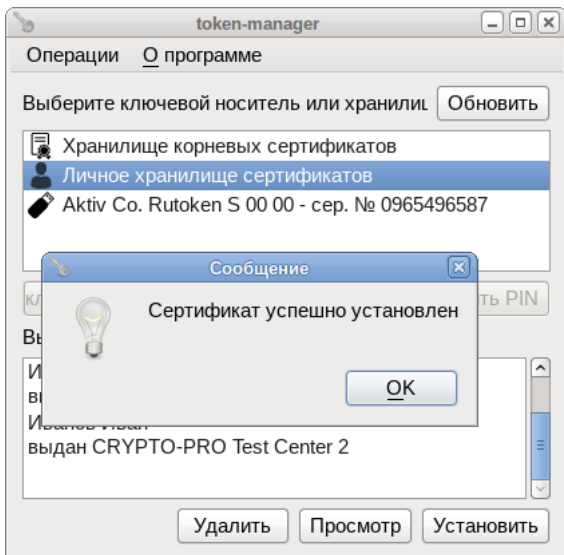 token-manager
Операции О программе
Выберите ключевой носитель или хранилищ Обновить
Хранилище корневых сертификатов
Личное хранилище сертификатов
Aktiv Co. Rutoken S 00 00 - сер. № 0965496587
Сообщение
Сертификат успешно установлен
PIN
OK
Иванов Иван
выдан CRYPTO-PRO Test Center 2
Удалить Просмотр Установить